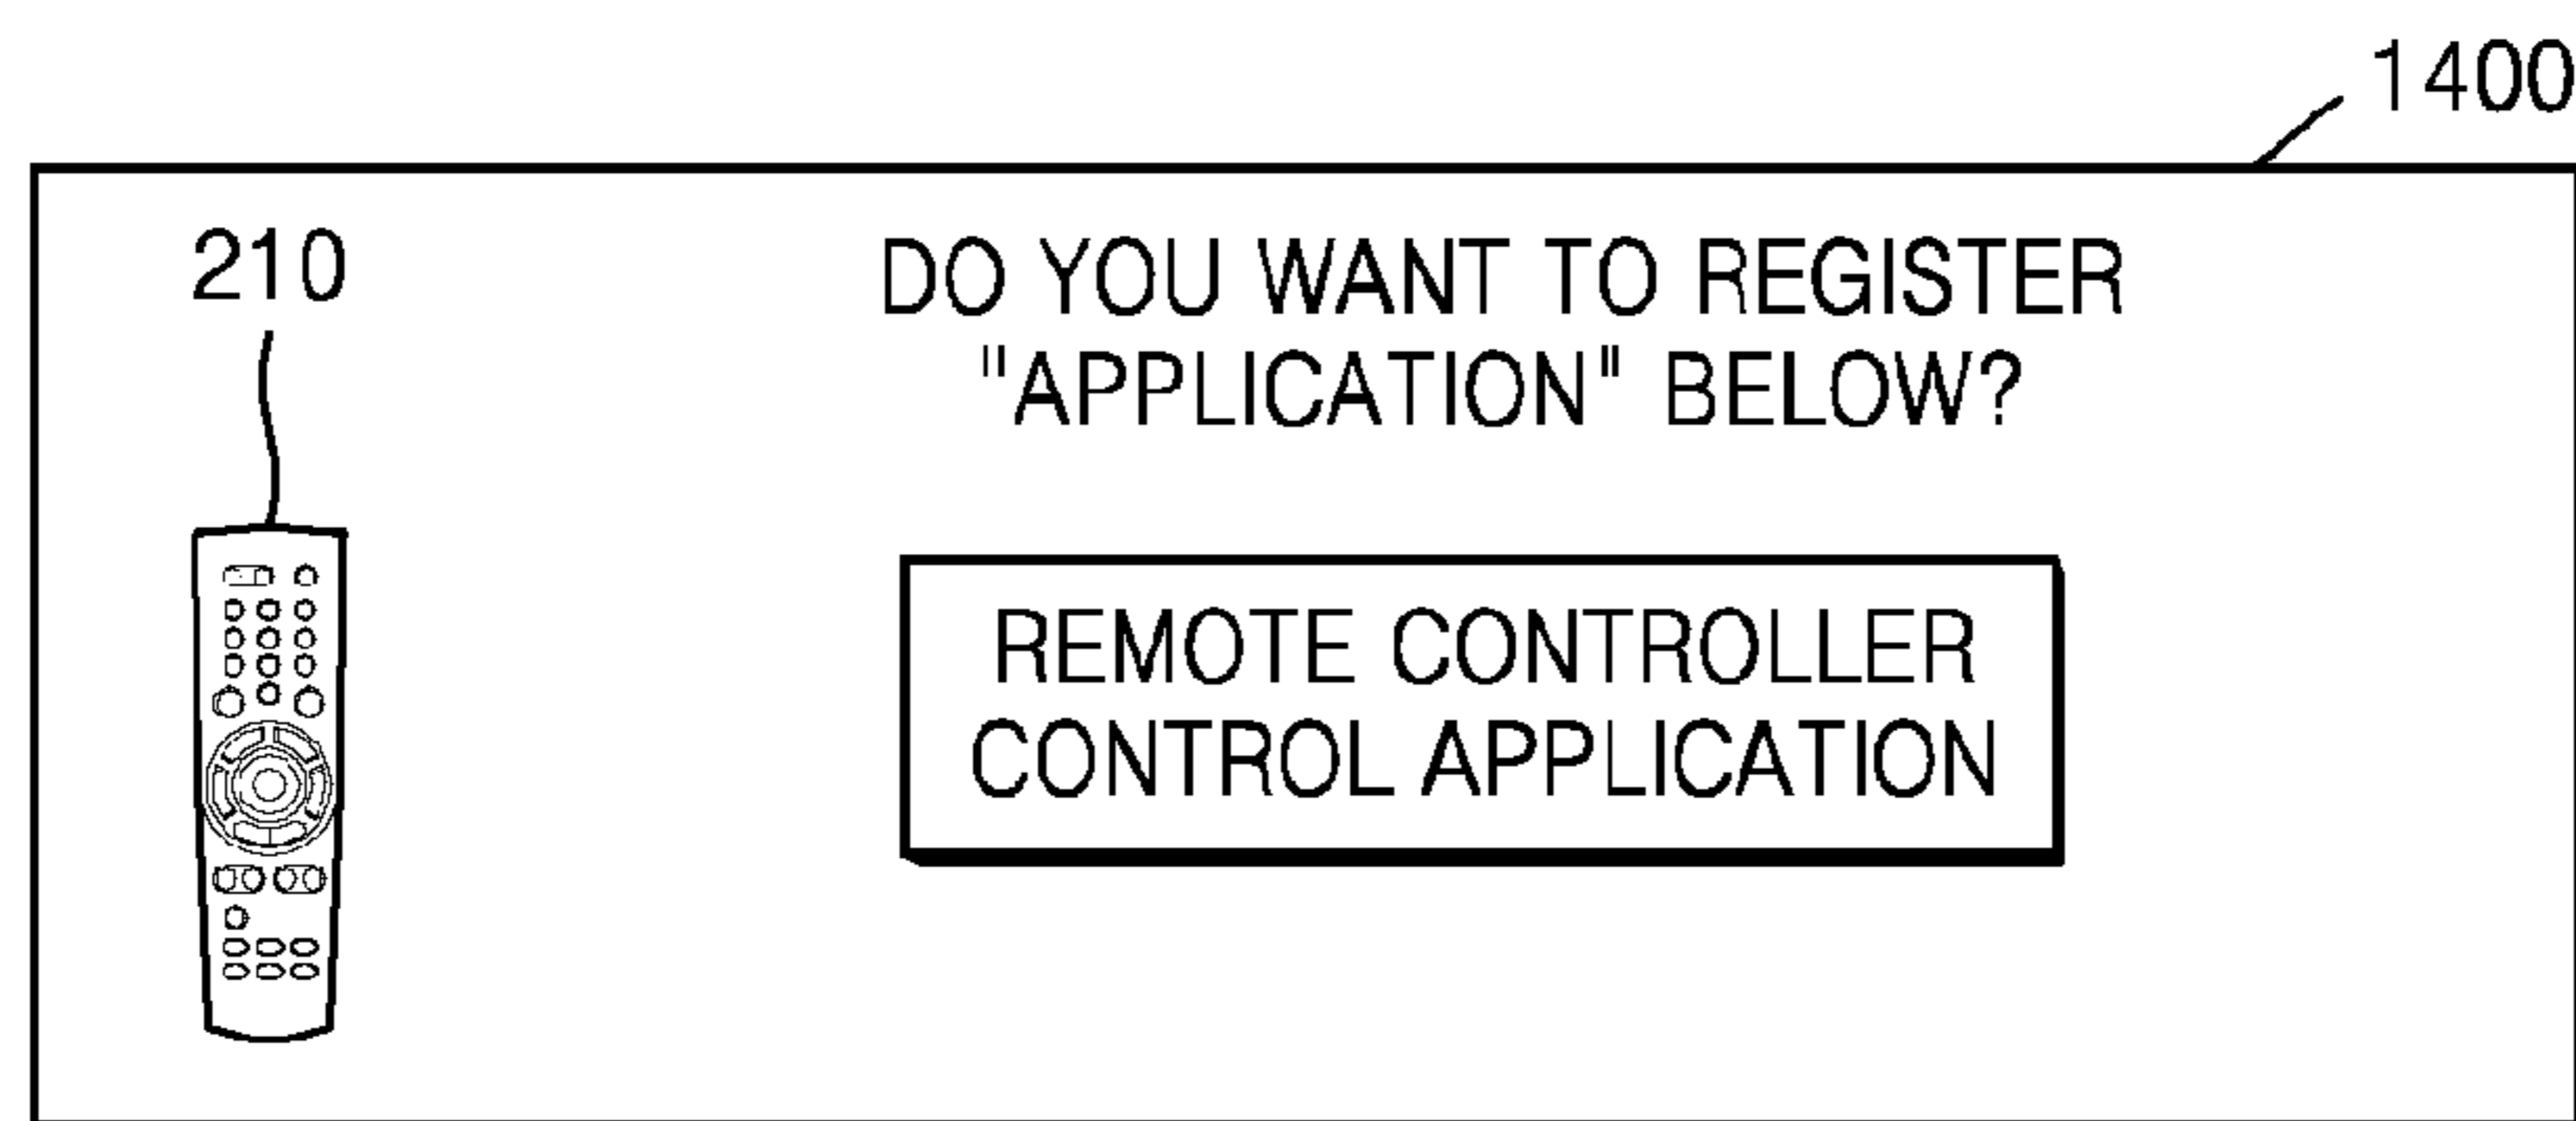 1400
210
DO YOU WANT TO REGISTER
"APPLICATION" BELOW?
REMOTE CONTROLLER
CONTROL APPLICATION